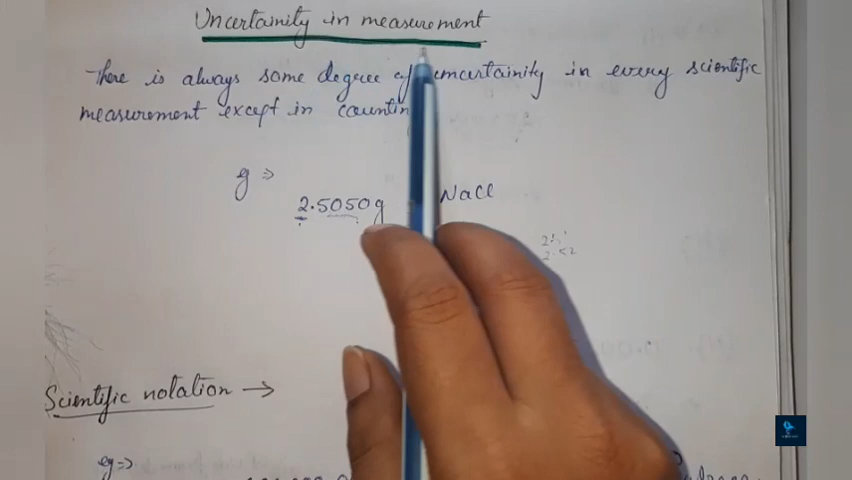 Uncertainity in measurement
There is always some degree of uncertainity in every scientific
measurement except in countin
eg ⇒
2.5050g NaCl
Scientific notation →
eg ⇒